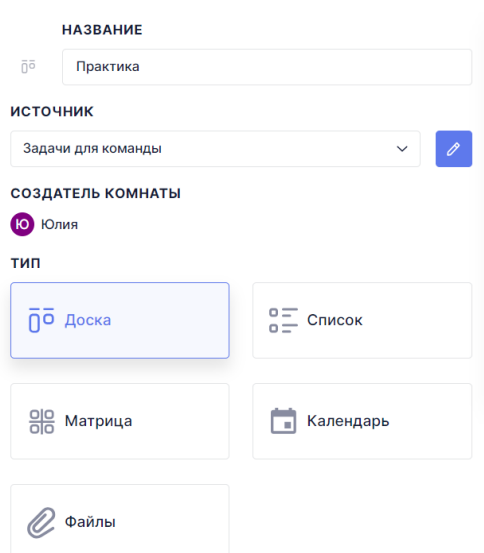 НАЗВАНИЕ
Практика
ИСТОЧНИК
Задачи для команды
СОЗДАТЕЛЬ КОМНАТЫ
Ю Юлия
ТИП
Доска
Список
Матрица
Календарь
Файлы